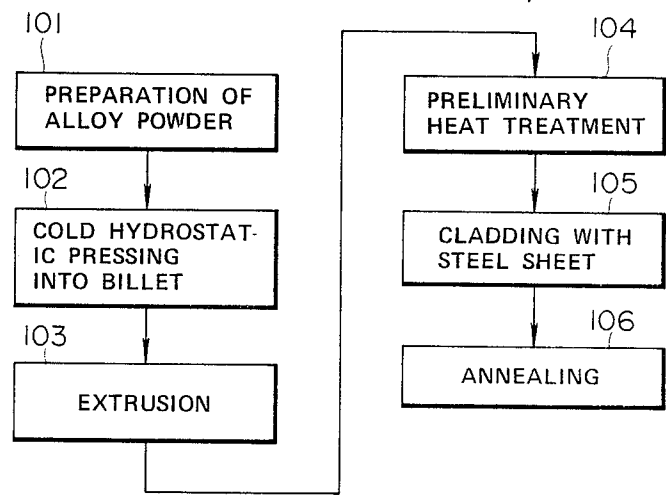 101
PREPARATION OF
ALLOY POWDER
102
COLD HYDROSTAT-
IC PRESSING
INTO BILLET
103
EXTRUSION
104
PRELIMINARY
HEAT TREATMENT
105
CLADDING WITH
STEEL SHEET
106
ANNEALING